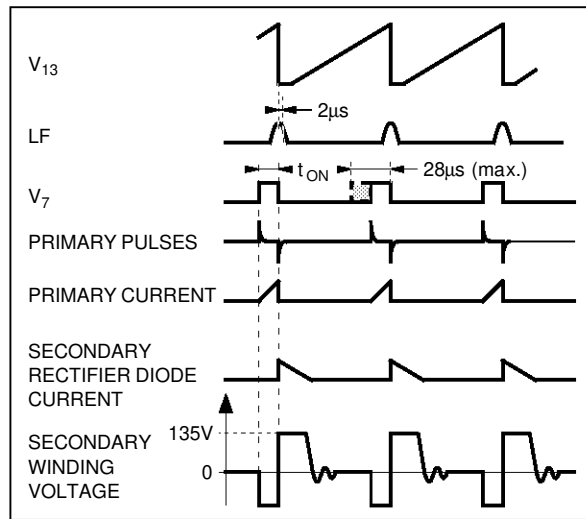 V13
2μs
LF
tON
28μs (max.)
V7
PRIMARY PULSES
PRIMARY CURRENT
SECONDARY
RECTIFIER DIODE
CURRENT
135V
SECONDARY
WINDING
VOLTAGE
0